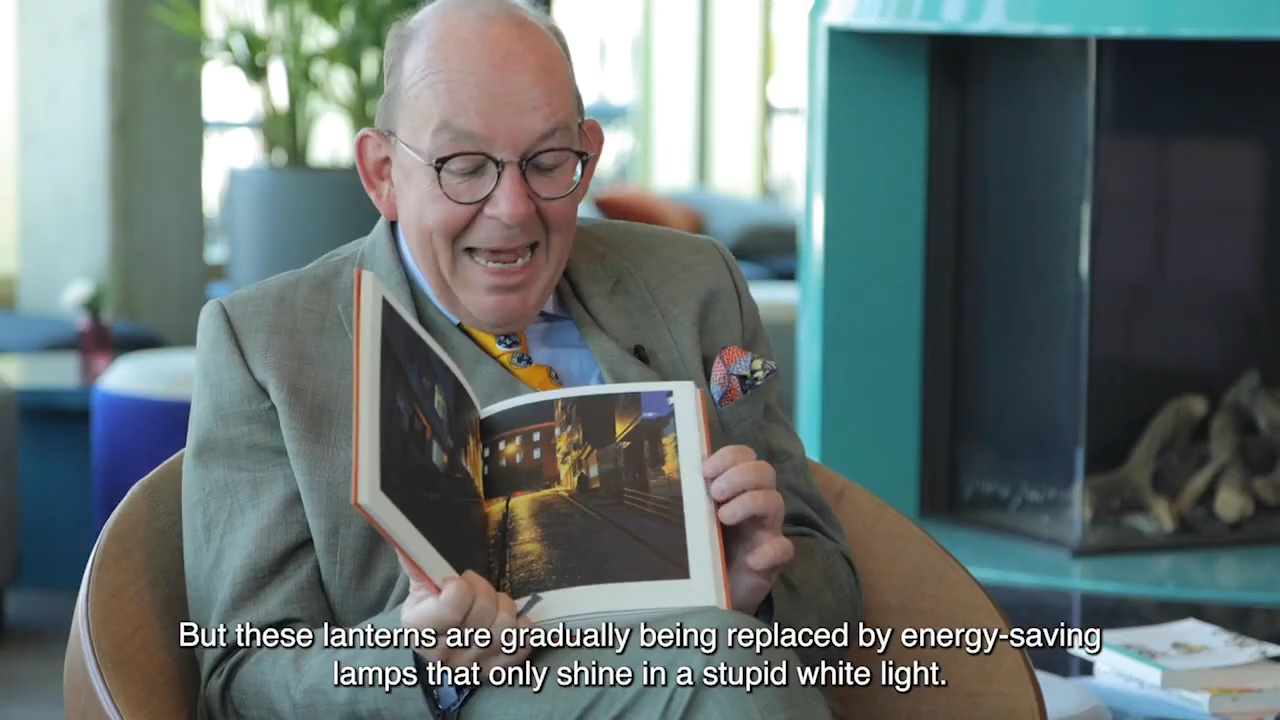 But these lanterns are gradually being replaced by energy-saving
lamps that only shine in a stupid white light.